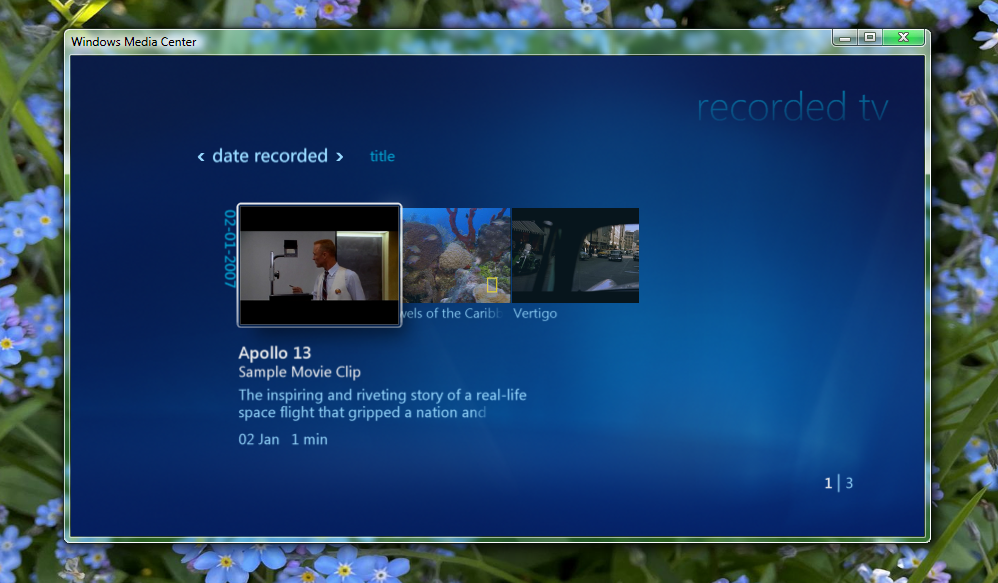 Windows Media Center
recorded tv
‹ date recorded › title
02-01-2007
wels of the Caribb
Vertigo
Apollo 13
Sample Movie Clip
The inspiring and riveting story of a real-life
space flight that gripped a nation and
02 Jan 1 min
1 | 3